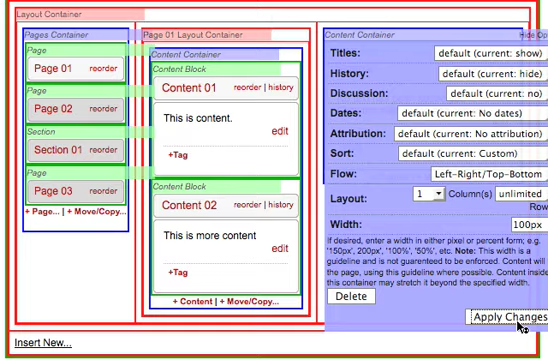 Layout Container
Pages Container
Page
Page 01 reorder
Page
Page 02 reorder
Section
Section 01 reorder
Page
Page 03 reorder
+ Page... | + Move/Copy...
Page 01 Layout Container
Content Container
Content Block
Content 01 reorder | history
This is content.
edit
+Tag
Content Block
Content 02 reorder | history
This is more content
edit
+Tag
+ Content | + Move/Copy...
Content Container Hide Op
Titles: default (current: show)
History: default (current: hide)
Discussion: default (current: no)
Dates: default (current: No dates)
Attribution: default (current: No attribution)
Sort: default (current: Custom)
Flow: Left-Right/Top-Bottom
Layout: 1 Column(s) unlimited
Row
Width: 100px
If desired, enter a width in either pixel or percent form; e.g.
'150px', 200px', '100%', '50%', etc. Note: This width is a
guideline and is not guarenteed to be enforced. Content will
the page, using this guideline where possible. Content inside
this container may stretch it beyond the specified width.
Delete
Apply Changes
Insert New...